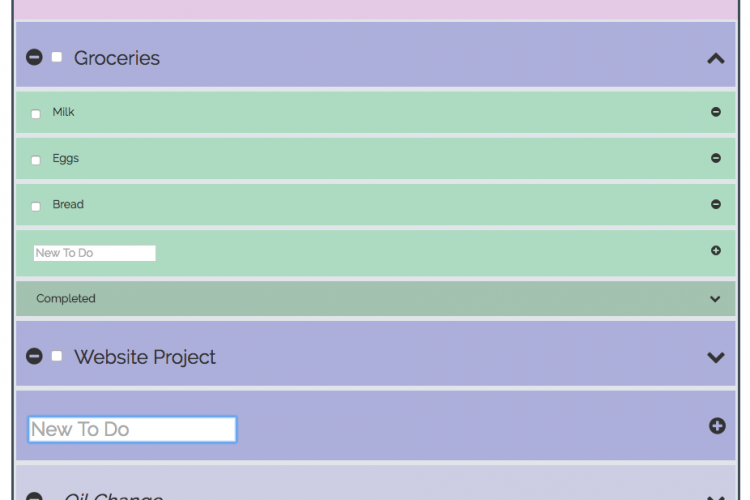 Groceries
Milk
Eggs
Bread
New To Do
Completed
Website Project
New To Do
Oil Change